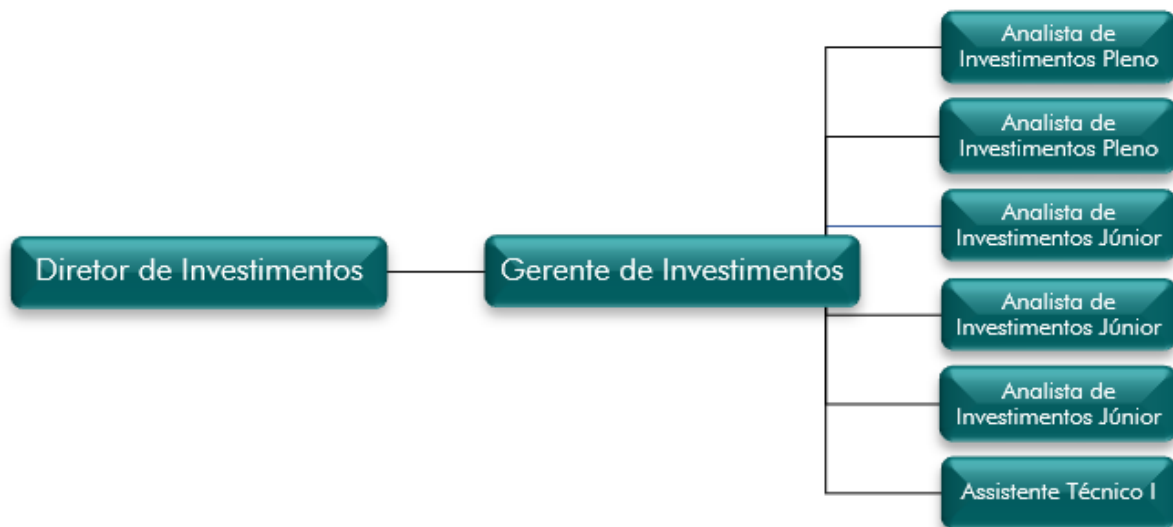 Diretor de Investimentos
Gerente de Investimentos
Analista de
Investimentos Pleno
Analista de
Investimentos Pleno
Analista de
Investimentos Júnior
Analista de
Investimentos Júnior
Analista de
Investimentos Júnior
Assistente Técnico I